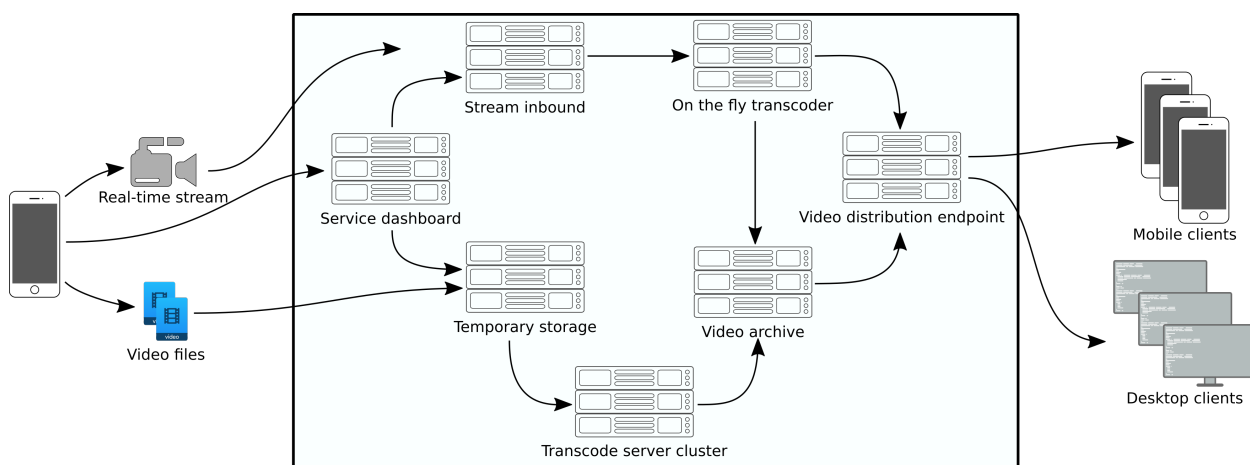 Stream inbound
On the fly transcoder
Real-time stream
Service dashboard
Video distribution endpoint
Mobile clients
Temporary storage
Video archive
video
Video files
Desktop clients
Transcode server cluster